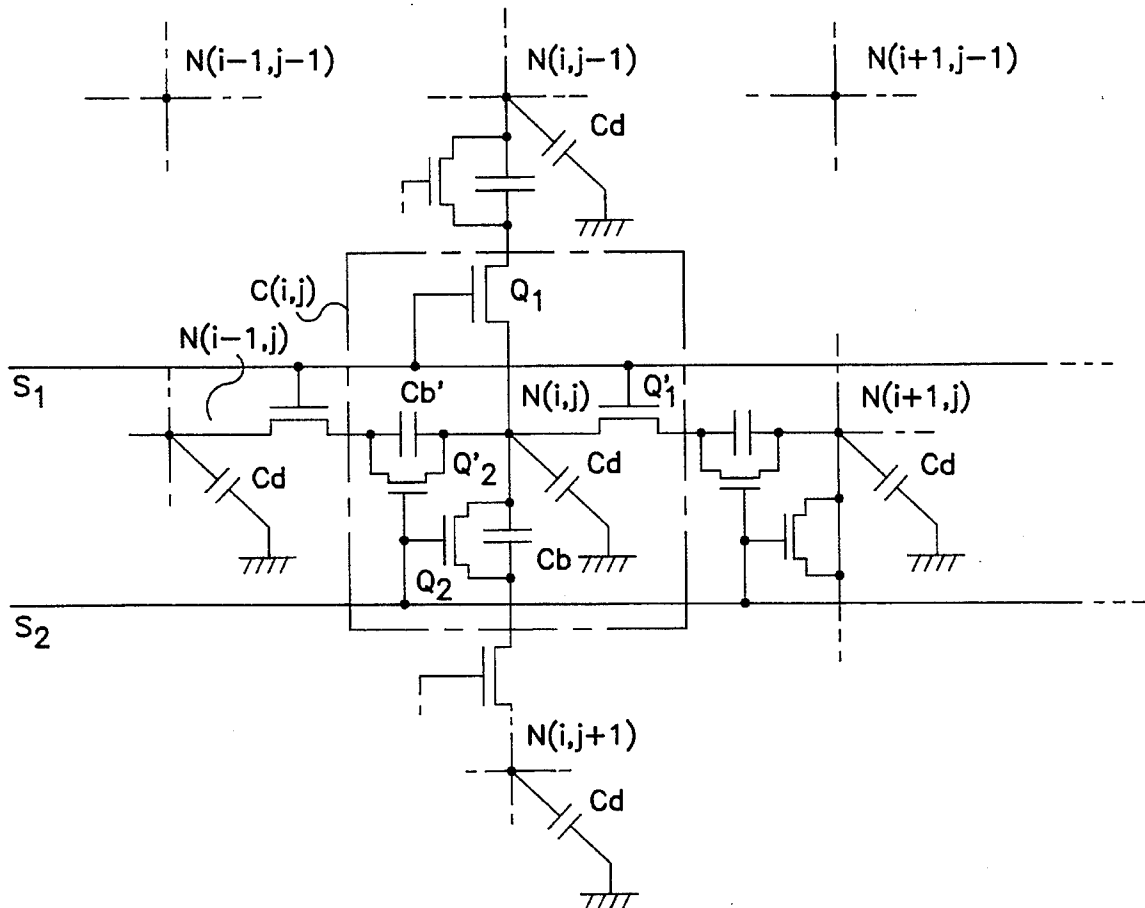 N(i−1,j−1) N(i,j−1) N(i+1,j−1)
Cd
C(i,j) Q1
N(i−1,j)
S1 Cb' N(i,j) Q'1 N(i+1,j)
Cd Q'2 Cd Cd
Q2 Cb
S2
N(i,j+1)
Cd